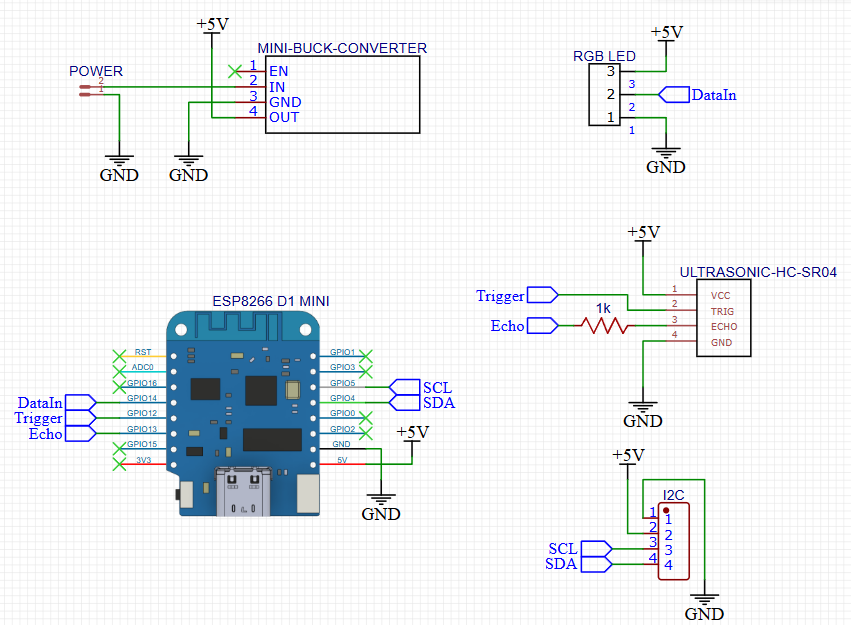 +5V
MINI-BUCK-CONVERTER
POWER
2
1
1 EN
2 IN
3 GND
4 OUT
GND
GND
RGB LED
+5V
3
3
2
2
1
1
DataIn
GND
+5V
ULTRASONIC-HC-SR04
Trigger
Echo
1k
1 VCC
2 TRIG
3 ECHO
4 GND
GND
ESP8266 D1 MINI
RST
ADC0
GPIO16
GPIO14
GPIO12
GPIO13
GPIO15
3V3
GPIO1
GPIO3
GPIO5
GPIO4
GPIO0
GPIO2
GND
5V
DataIn
Trigger
Echo
SCL
SDA
+5V
GND
+5V
I2C
1 1
2 2
3 3
4 4
SCL
SDA
GND